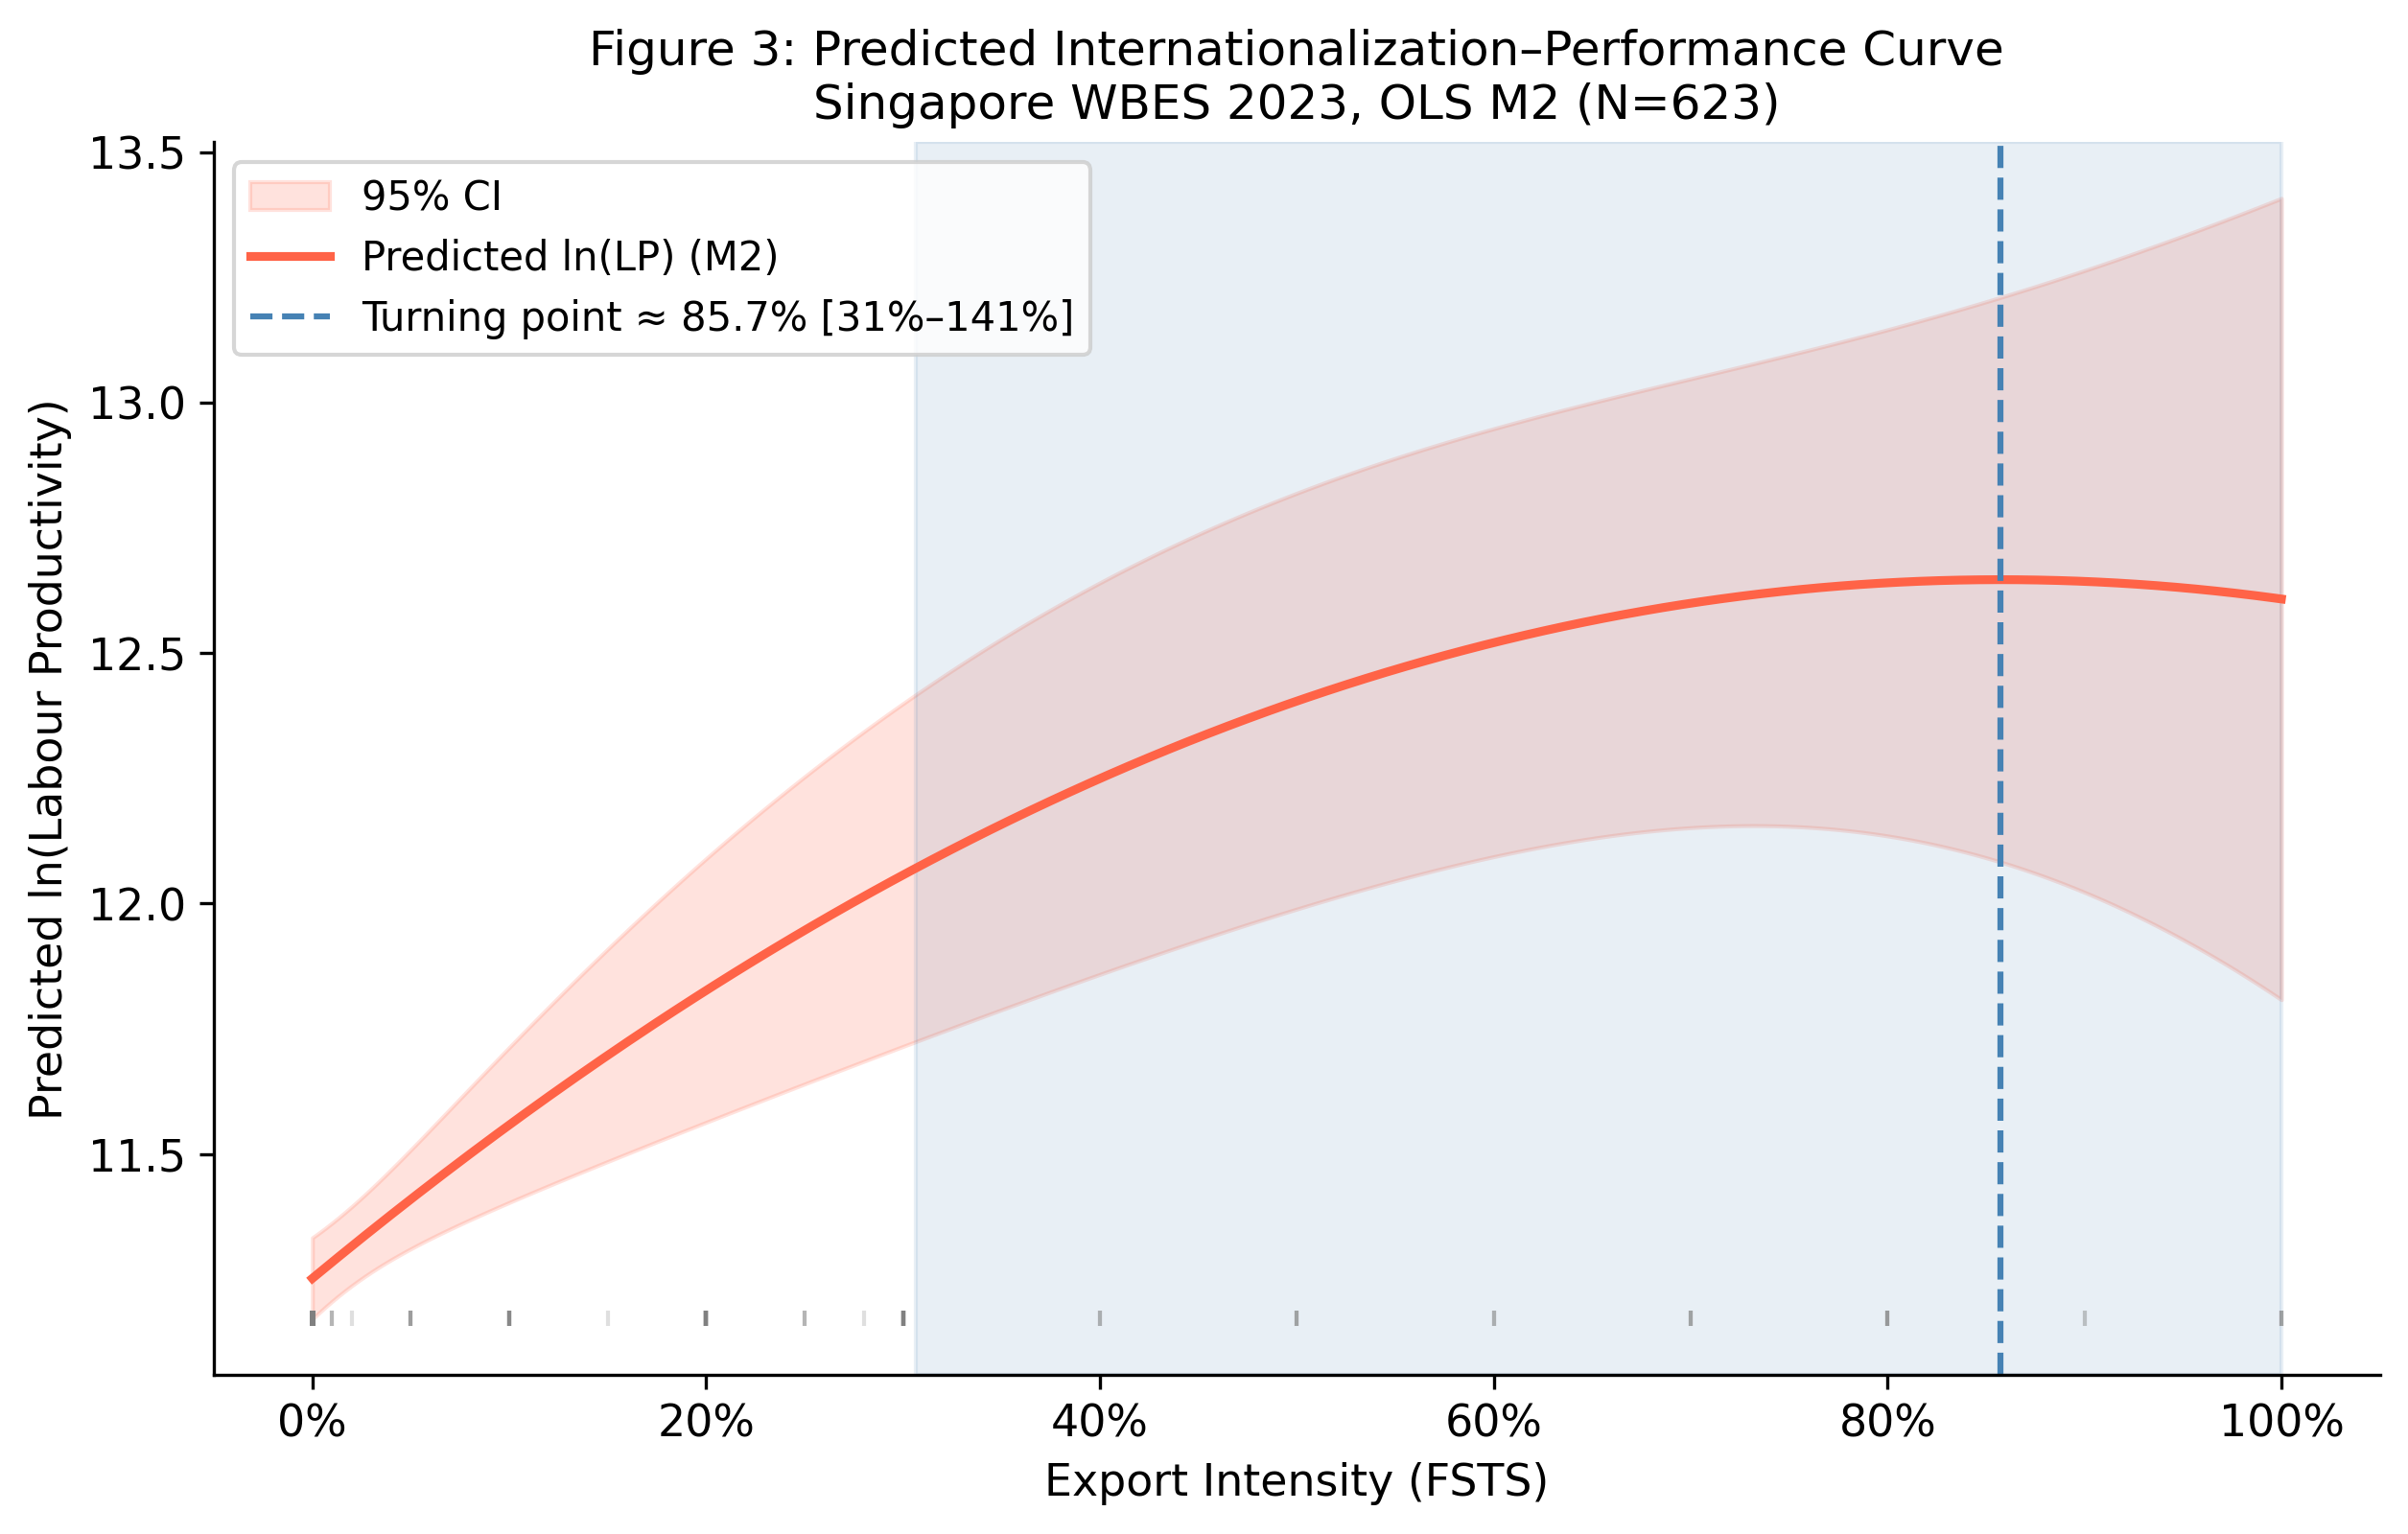 Figure 3: Predicted Internationalization–Performance Curve
Singapore WBES 2023, OLS M2 (N=623)
95% CI
Predicted ln(LP) (M2)
Turning point ≈ 85.7% [31%–141%]
Predicted ln(Labour Productivity)
13.5
13.0
12.5
12.0
11.5
0%
20%
40%
60%
80%
100%
Export Intensity (FSTS)